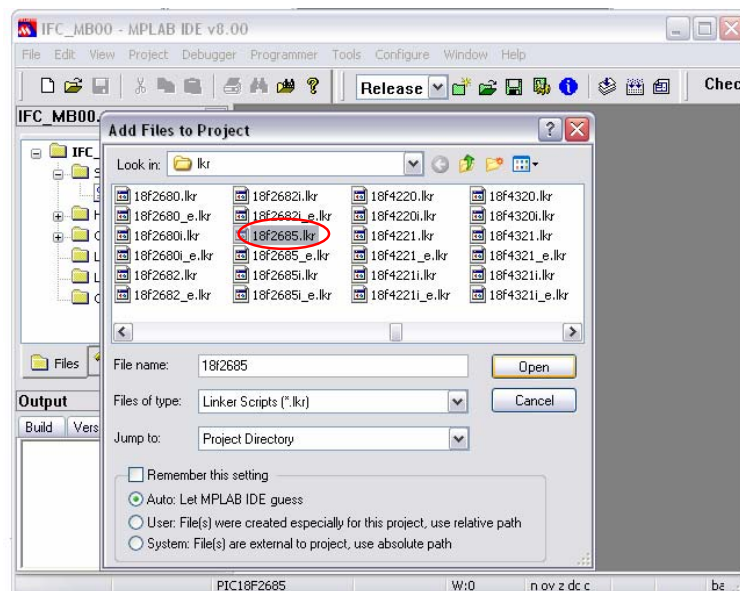 IFC_MB00 - MPLAB IDE v8.00
File Edit View Project Debugger Programmer Tools Configure Window Help
Release
Chec
IFC_MB00.
Add Files to Project
IFC_
Look in: lkr
S
S
H
O
L
L
O
18f2680.lkr 18f2682i.lkr 18f4220.lkr 18f4320.lkr
18f2680_e.lkr 18f2682i_e.lkr 18f4220i.lkr 18f4320i.lkr
18f2680i.lkr 18f2685.lkr 18f4221.lkr 18f4321.lkr
18f2680i_e.lkr 18f2685_e.lkr 18f4221_e.lkr 18f4321_e.lkr
18f2682.lkr 18f2685i.lkr 18f4221i.lkr 18f4321i.lkr
18f2682_e.lkr 18f2685i_e.lkr 18f4221i_e.lkr 18f4321i_e.lkr
Files
File name: 18f2685 Open
Output
Files of type: Linker Scripts (*.lkr) Cancel
Build Vers
Jump to: Project Directory
Remember this setting
Auto: Let MPLAB IDE guess
User: File(s) were created especially for this project, use relative path
System: File(s) are external to project, use absolute path
PIC18F2685 W:0 n ov z dc c ba